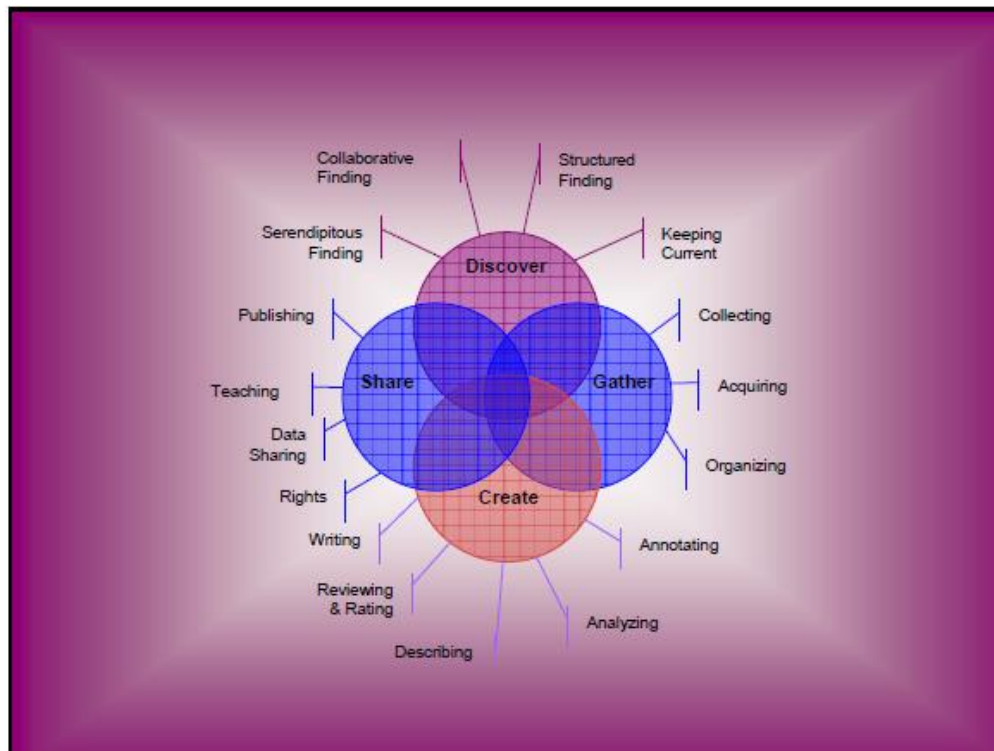 Collaborative
Finding
Structured
Finding
Serendipitous
Finding
Keeping
Current
Discover
Publishing
Collecting
Share
Gather
Teaching
Acquiring
Data
Sharing
Organizing
Rights
Create
Writing
Annotating
Reviewing
& Rating
Analyzing
Describing